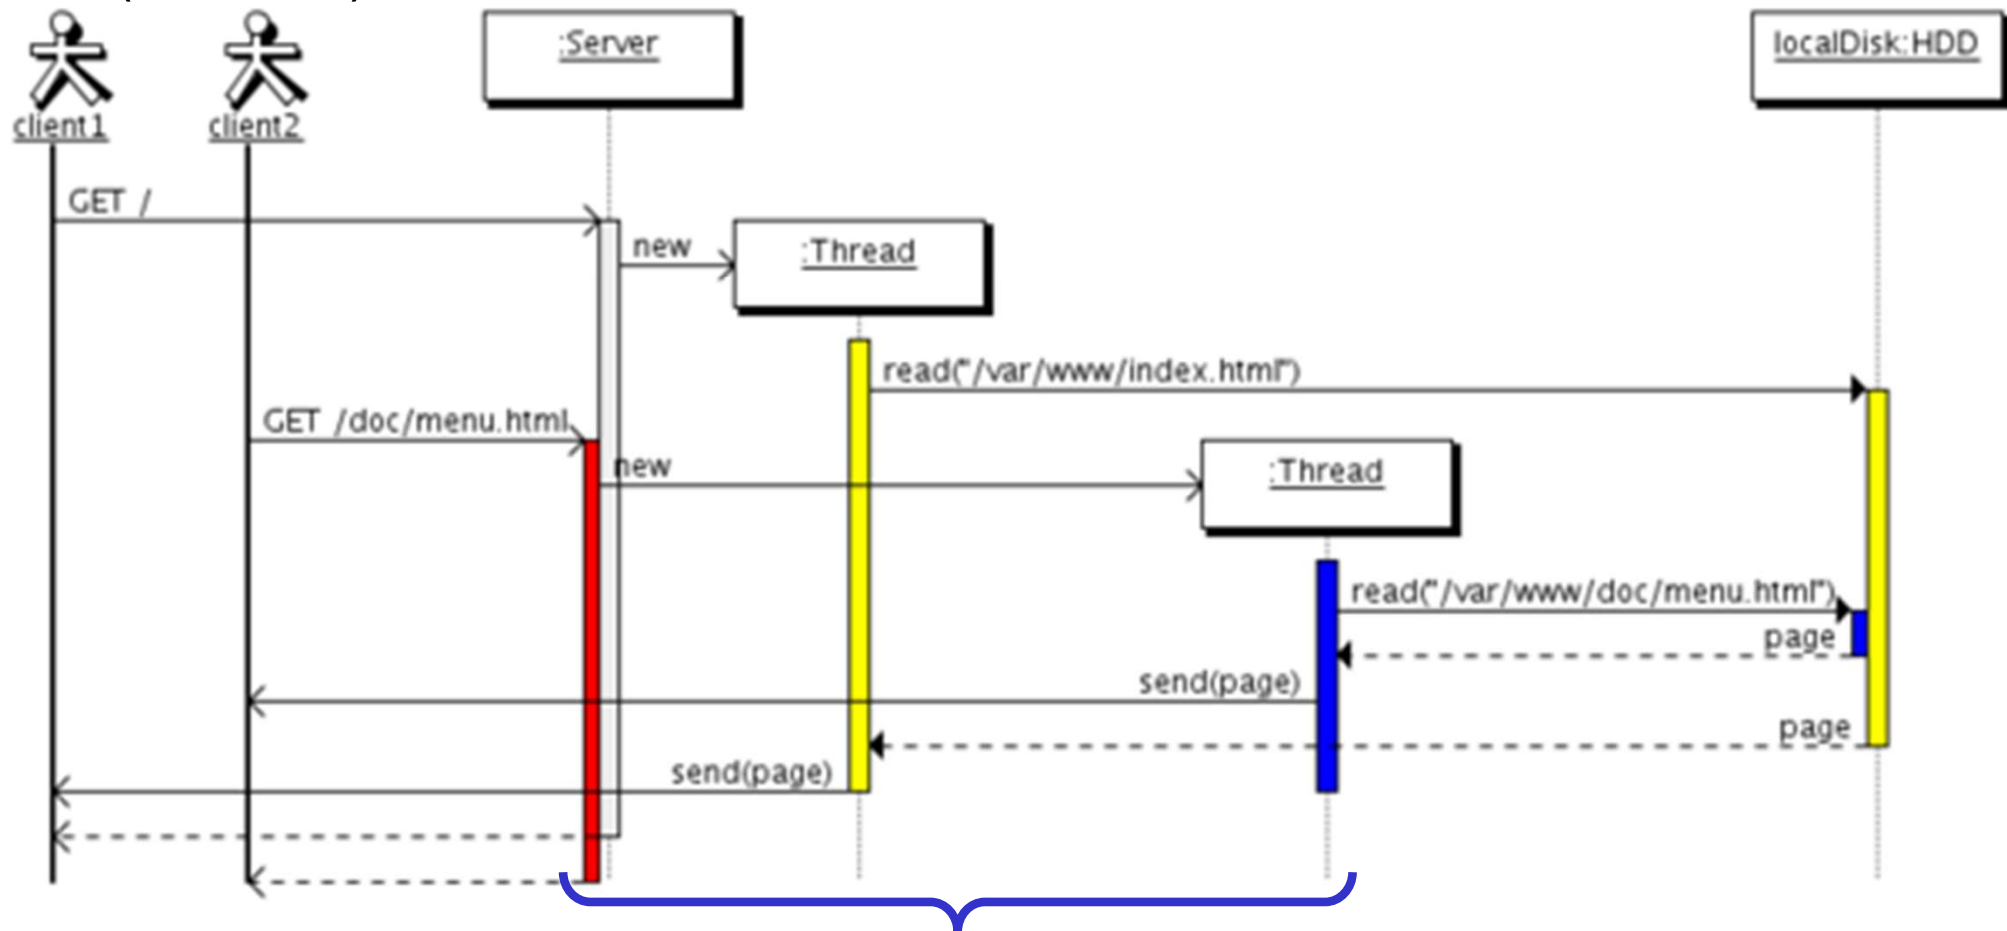 :Server
localDisk:HDD
client1
client2
GET /
new
:Thread
read("/var/www/index.html")
GET /doc/menu.html
new
:Thread
read("/var/www/doc/menu.html")
page
send(page)
page
send(page)